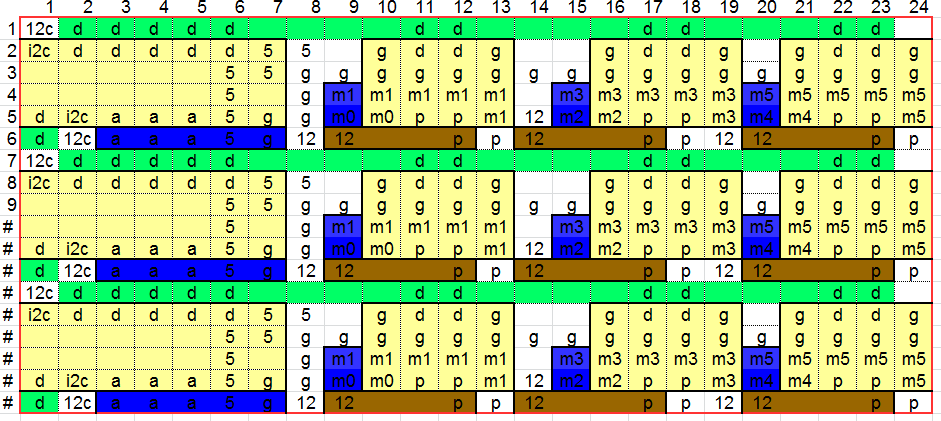 1 2 3 4 5 6 7 8 9 10 11 12 13 14 15 16 17 18 19 20 21 22 23 24
1 12c d d d d d d d d d d d
2 i2c d d d d d 5 5 g d d g g d d g g d d g
3 5 5 g g g g g g g g g g g g g g g g g
4 5 g m1 m1 m1 m1 m1 m3 m3 m3 m3 m3 m5 m5 m5 m5 m5
5 d i2c a a a 5 g g m0 m0 p p m1 12 m2 m2 p p m3 m4 m4 p p m5
6 d 12c a a a 5 g 12 12 p p 12 p p 12 12 p p
7 12c d d d d d d d d d d d
8 i2c d d d d d 5 5 g d d g g d d g g d d g
9 5 5 g g g g g g g g g g g g g g g g g
# 5 g m1 m1 m1 m1 m1 m3 m3 m3 m3 m3 m5 m5 m5 m5 m5
# d i2c a a a 5 g g m0 m0 p p m1 12 m2 m2 p p m3 m4 m4 p p m5
# d 12c a a a 5 g 12 12 p p 12 p p 12 12 p p
# 12c d d d d d d d d d d d
# i2c d d d d d 5 5 g d d g g d d g g d d g
# 5 5 g g g g g g g g g g g g g g g g g
# 5 g m1 m1 m1 m1 m1 m3 m3 m3 m3 m3 m5 m5 m5 m5 m5
# d i2c a a a 5 g g m0 m0 p p m1 12 m2 m2 p p m3 m4 m4 p p m5
# d 12c a a a 5 g 12 12 p p 12 p p 12 12 p p